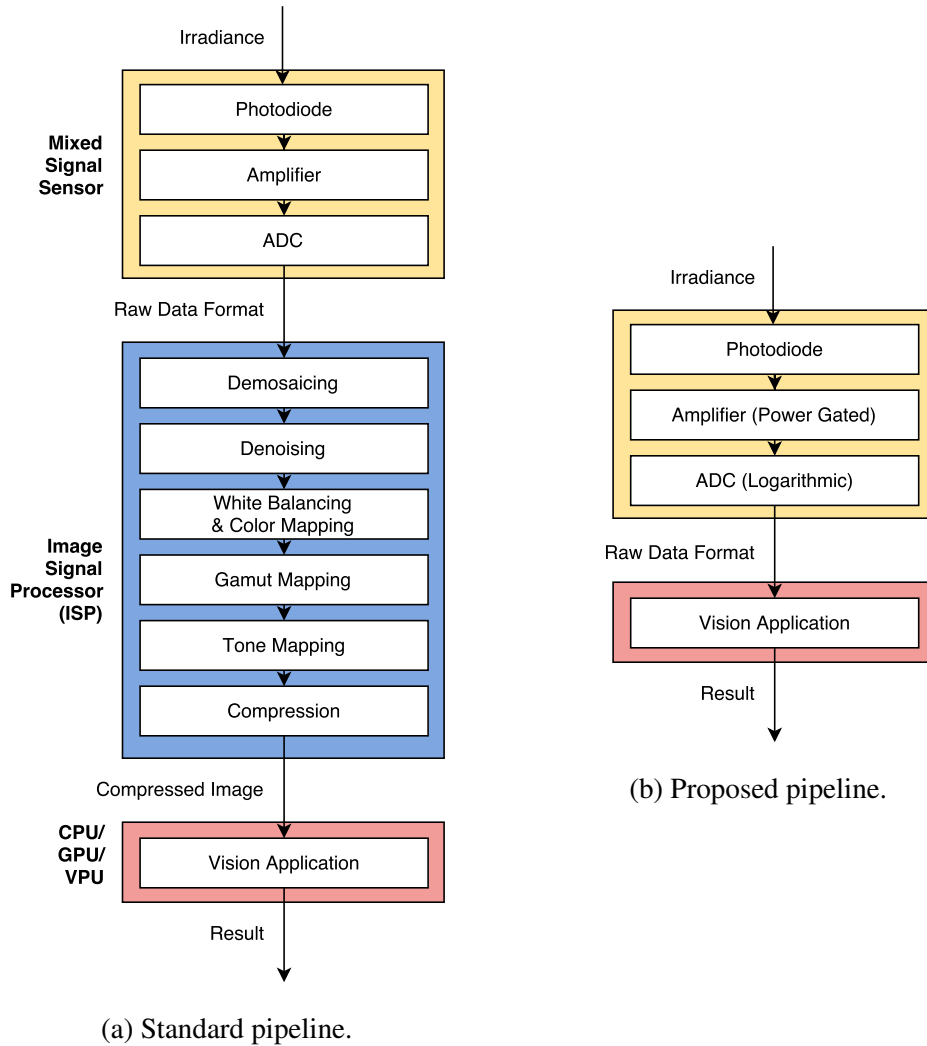 Irradiance
Photodiode
Mixed
Signal
Sensor
Amplifier
ADC
Raw Data Format
Demosaicing
Denoising
White Balancing
& Color Mapping
Image
Signal
Processor
(ISP)
Gamut Mapping
Tone Mapping
Compression
Compressed Image
CPU/
GPU/
VPU
Vision Application
Result
(a) Standard pipeline.
Irradiance
Photodiode
Amplifier (Power Gated)
ADC (Logarithmic)
Raw Data Format
Vision Application
Result
(b) Proposed pipeline.